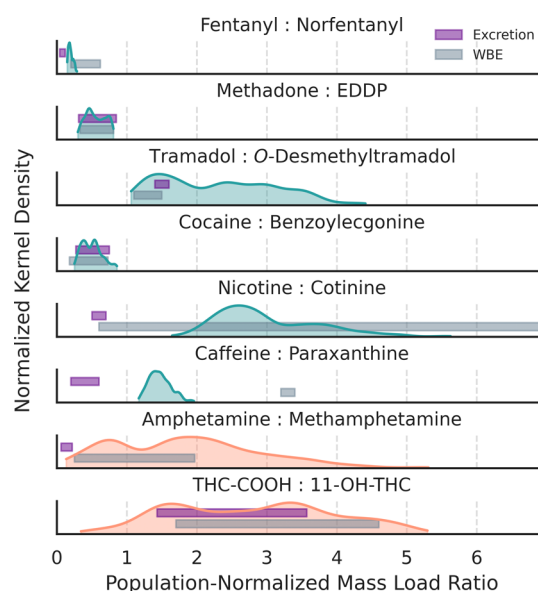 Fentanyl : Norfentanyl
Excretion
WBE
Methadone : EDDP
Tramadol : O-Desmethyltramadol
Cocaine : Benzoylecgonine
Nicotine : Cotinine
Caffeine : Paraxanthine
Amphetamine : Methamphetamine
THC-COOH : 11-OH-THC
Normalized Kernel Density
0 1 2 3 4 5 6
Population-Normalized Mass Load Ratio